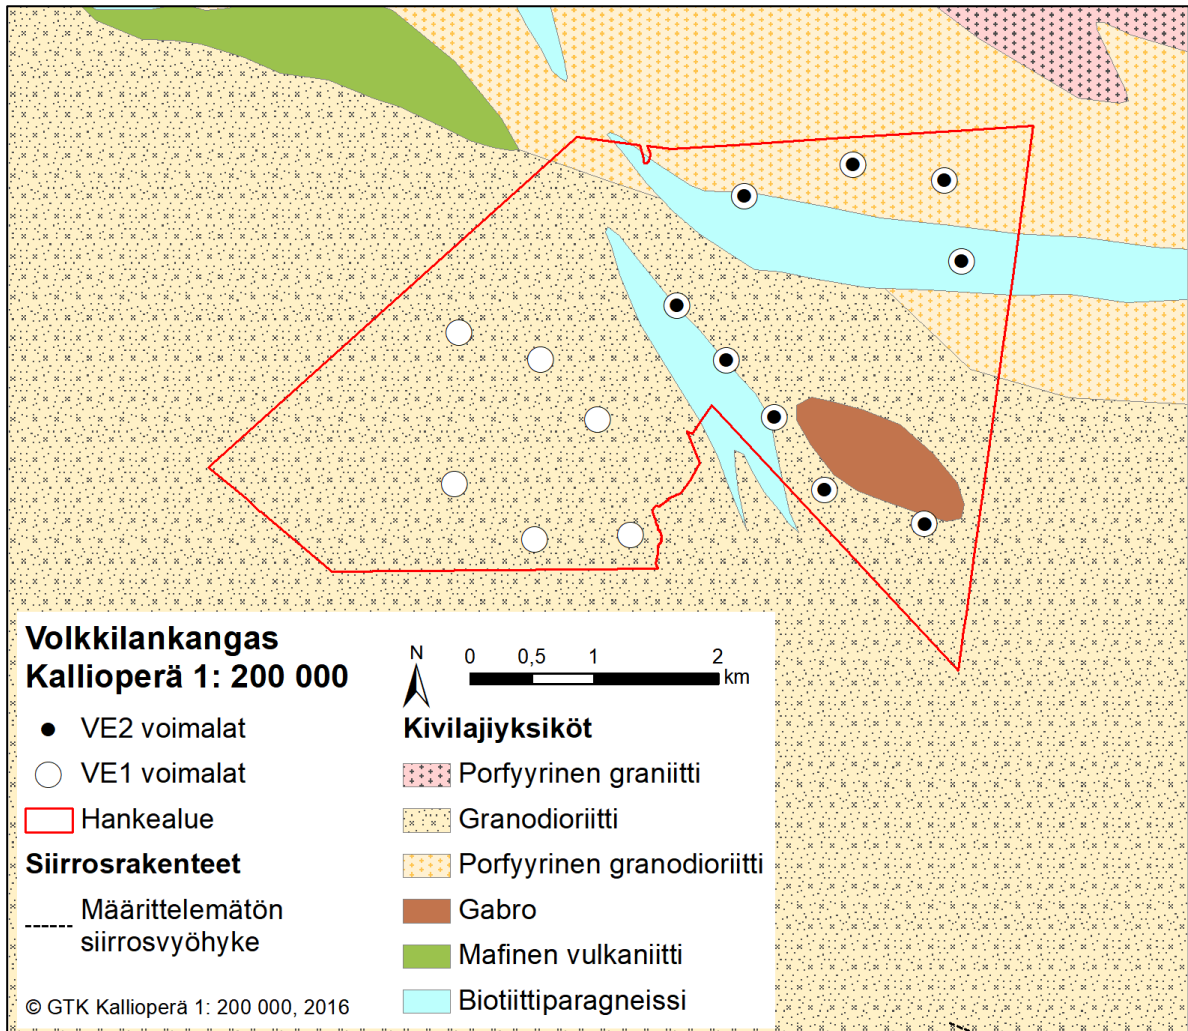 Volkkilankangas
Kallioperä 1: 200 000
VE2 voimalat
VE1 voimalat
Hankealue
Siirrosrakenteet
Määrittelemätön
siirrosvyöhyke
© GTK Kallioperä 1: 200 000, 2016
N
0 0,5 1 2
km
Kivilajiyksiköt
Porfyyrinen graniitti
Granodioriitti
Porfyyrinen granodioriitti
Gabro
Mafinen vulkaniitti
Biotiittiparagneissi